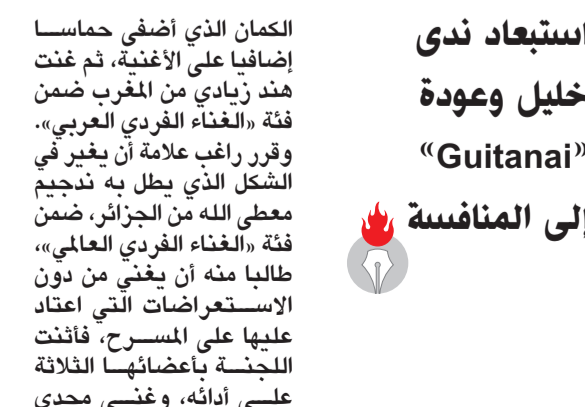 استبعاد ندى
خليل وعودة
«Guitanai»
إلى المنافسة
الكمان الذي أضفى حماسا
إضافيا على الأغنية، ثم غنت
هند زيادي من المغرب ضمن
فئة «الغناء الفردي العربي».
وقرر راغب علامة أن يغير في
الشكل الذي يطل به ندجيم
معطى الله من الجزائر، ضمن
فئة «الغناء الفردي العالمي»،
طالبا منه أن يغني من دون
الاستعراضات التي اعتاد
عليها على المسرح، فأثنت
اللجنة بأعضائها الثلاثة
على أدائه، وغنى محدي